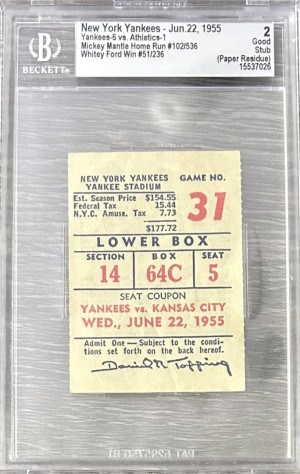 BECKETT
New York Yankees - Jun.22, 1955
Yankees-6 vs. Athletics-1
Mickey Mantle Home Run #102/536
Whitey Ford Win #51/236
2
Good
Stub
(Paper Residue)
15537026
NEW YORK YANKEES
YANKEE STADIUM
GAME NO.
Est. Season Price $154.55
Federal Tax 15.44
N.Y.C. Amuse. Tax 7.73
$177.72
31
LOWER BOX
SECTION BOX SEAT
14 64C 5
SEAT COUPON
YANKEES vs. KANSAS CITY
WED., JUNE 22, 1955
Admit One — Subject to the condi-
tions set forth on the back hereof.
Daniel R. Topping